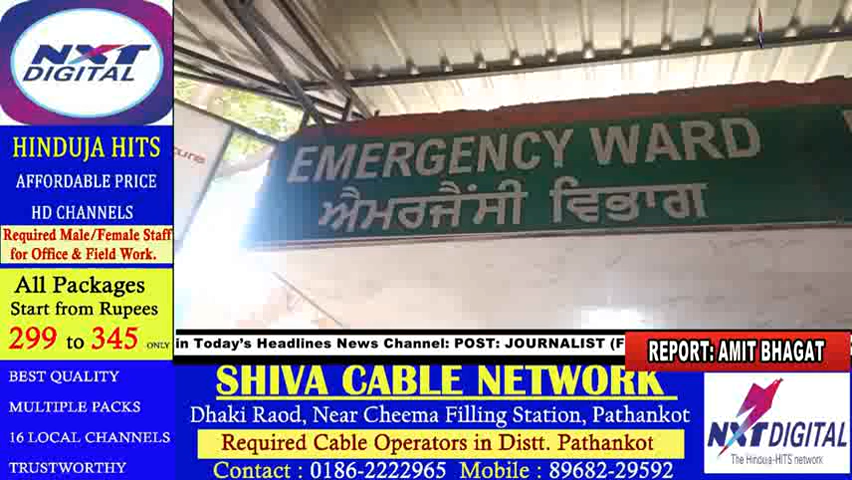 NXT
DIGITAL
HINDUJA HITS
AFFORDABLE PRICE
HD CHANNELS
Required Male/Female Staff
for Office & Field Work.
All Packages
Start from Rupees
299 to 345 ONLY
BEST QUALITY
MULTIPLE PACKS
16 LOCAL CHANNELS
TRUSTWORTHY
EMERGENCY WARD
ਐਮਰਜੈਂਸੀ ਵਿਭਾਗ
in Today's Headlines News Channel: POST: JOURNALIST (F
REPORT: AMIT BHAGAT
SHIVA CABLE NETWORK
Dhaki Raod, Near Cheema Filling Station, Pathankot
Required Cable Operators in Distt. Pathankot
Contact : 0186-2222965 Mobile : 89682-29592
NXT DIGITAL
The Hinduja-HITS network